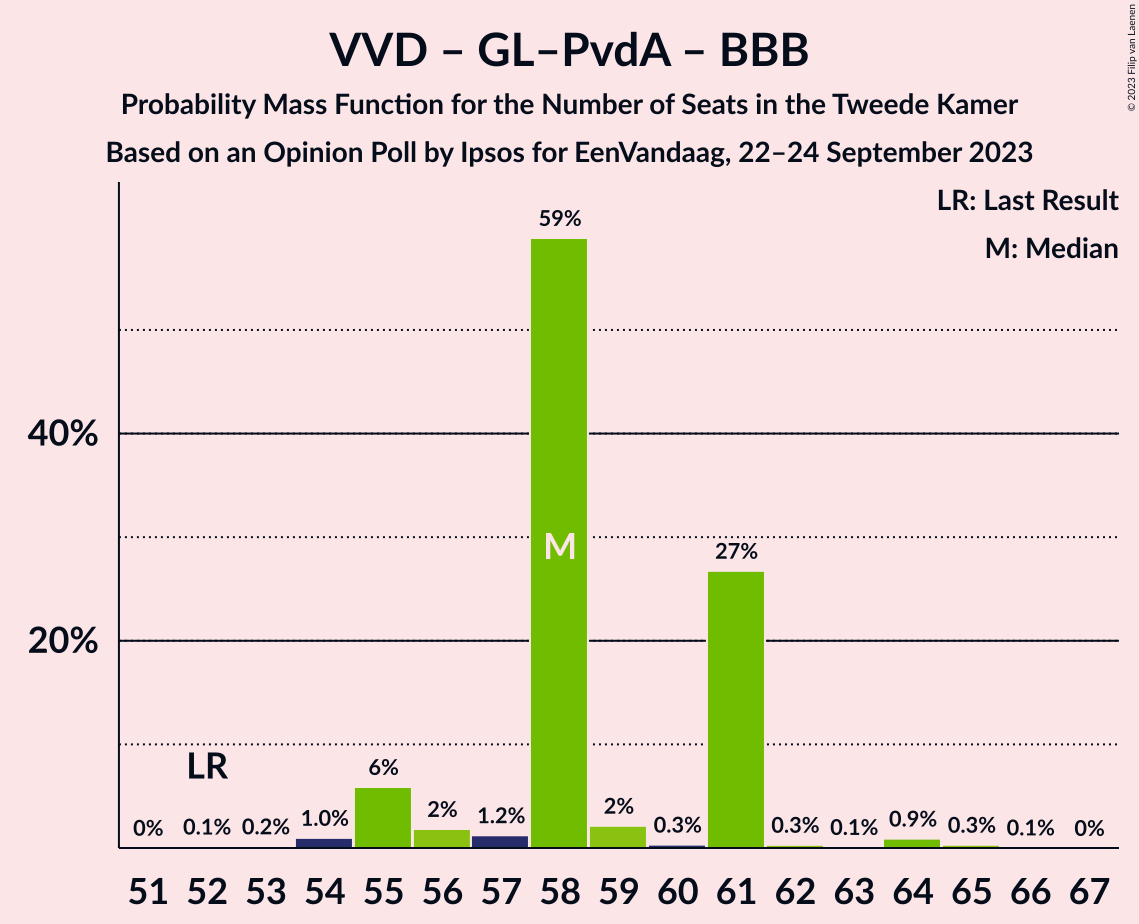 VVD – GL–PvdA – BBB
Probability Mass Function for the Number of Seats in the Tweede Kamer
Based on an Opinion Poll by Ipsos for EenVandaag, 22–24 September 2023
© 2023 Filip van Laenen
LR: Last Result
M: Median
59%
40%
M
27%
20%
LR
6%
0%
0.1%
0.2%
1.0%
2%
1.2%
2%
0.3%
0.3%
0.1%
0.9%
0.3%
0.1%
0%
51 52 53 54 55 56 57 58 59 60 61 62 63 64 65 66 67